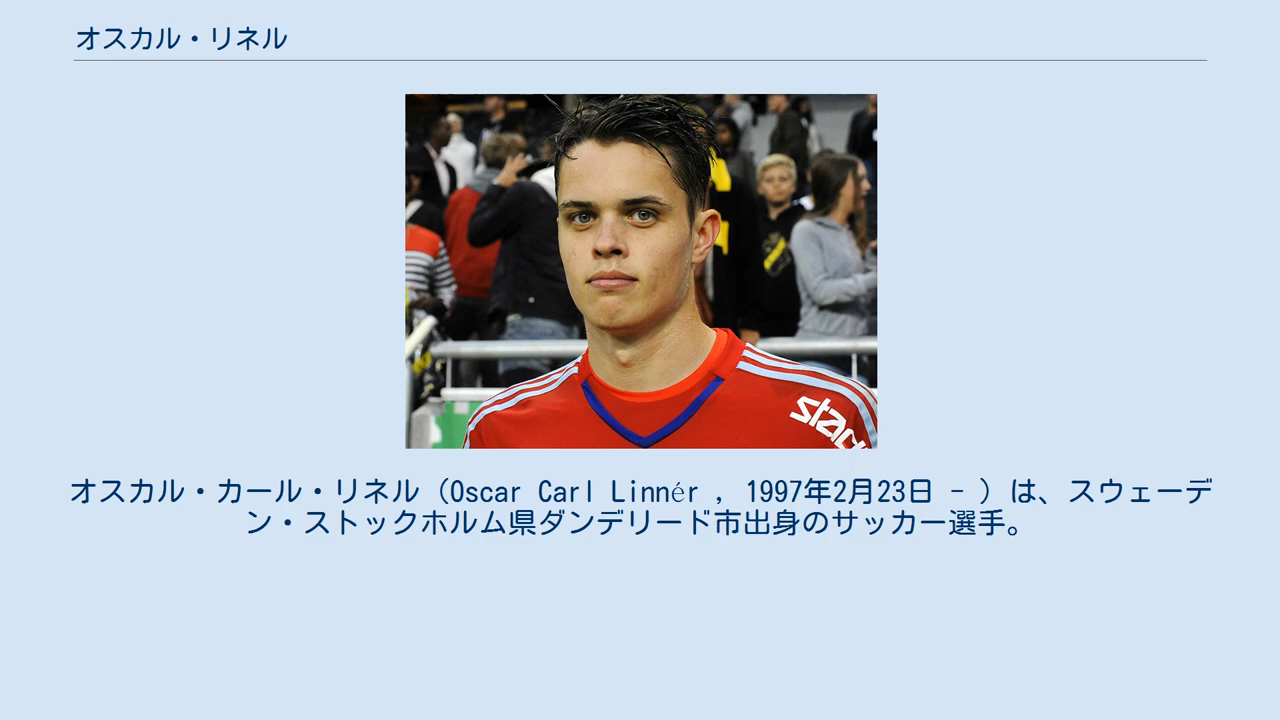 オスカル・リネル
stad
オスカル・カール・リネル（Oscar Carl Linnér , 1997年2月23日 - ）は、スウェーデ
ン・ストックホルム県ダンデリード市出身のサッカー選手。